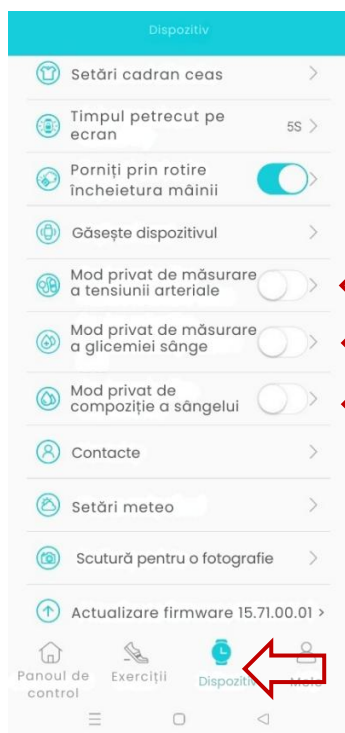 Dispozitiv
Setări cadran ceas
Timpul petrecut pe
ecran
5S
Porniți prin rotire
încheietura mâinii
Găsește dispozitivul
Mod privat de măsurare
a tensiunii arteriale
Mod privat de măsurare
a glicemiei sânge
Mod privat de
compoziție a sângelui
Contacte
Setări meteo
Scutură pentru o fotografie
Actualizare firmware 15.71.00.01 >
Panoul de
control
Exerciții
Dispozitiv